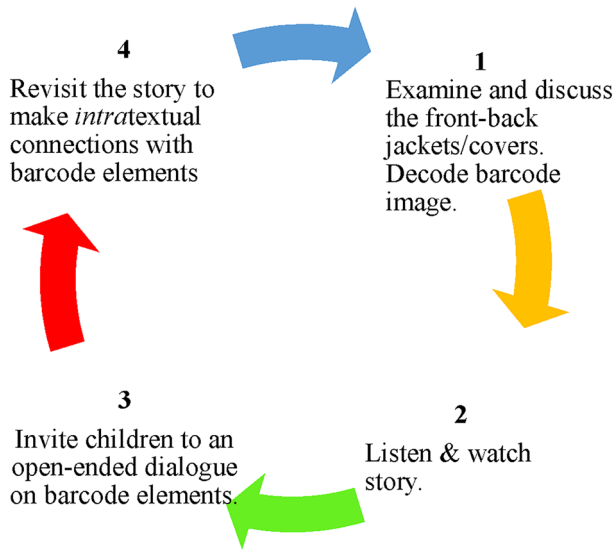 1
Examine and discuss
the front-back
jackets/covers.
Decode barcode
image.
2
Listen & watch
story.
3
Invite children to an
open-ended dialogue
on barcode elements.
4
Revisit the story to
make intratextual
connections with
barcode elements